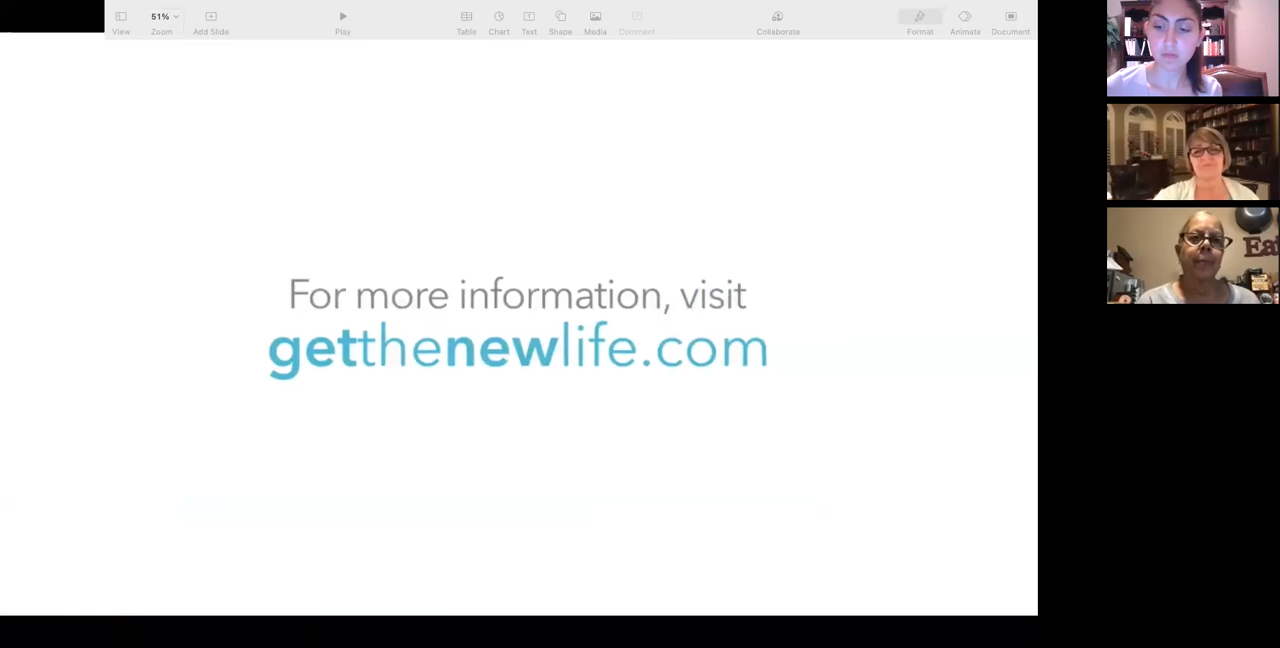 51%
View
Zoom
Add Slide
Play
Table
Chart
Text
Shape
Media
Comment
Collaborate
Format
Animate
Document
For more information, visit
getthenewlife.com